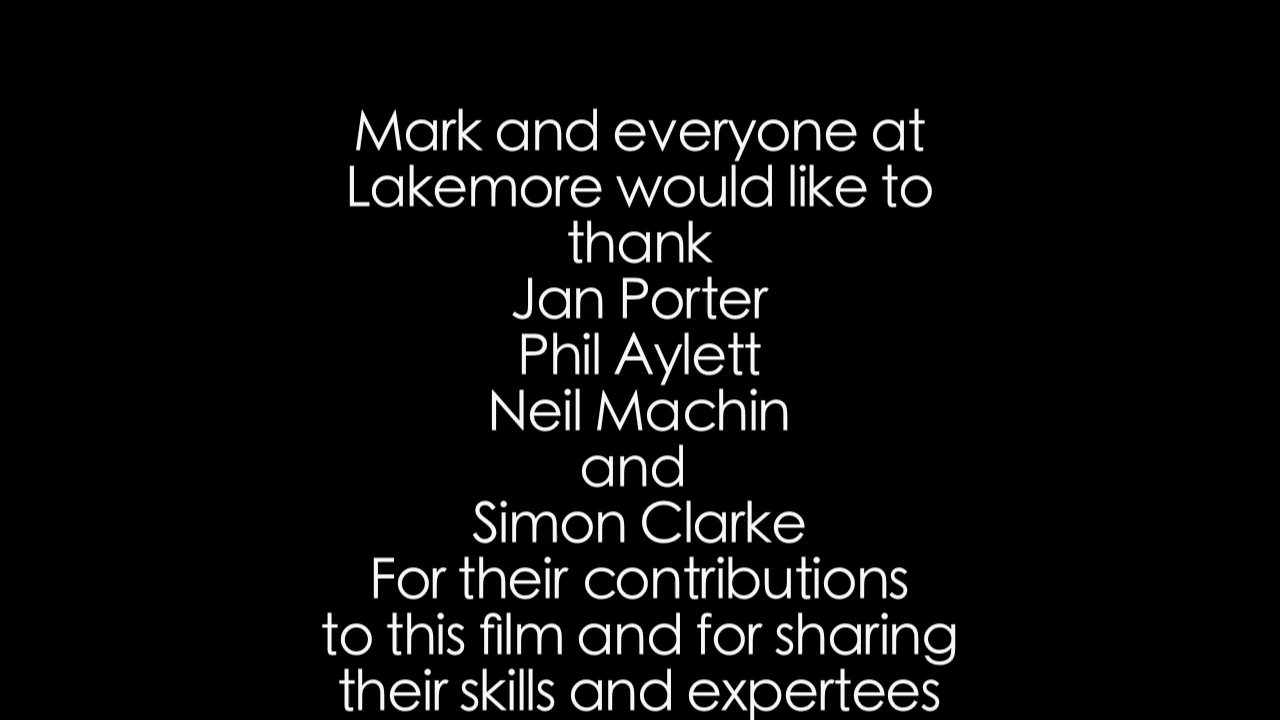 Mark and everyone at
Lakemore would like to
thank
Jan Porter
Phil Aylett
Neil Machin
and
Simon Clarke
For their contributions
to this film and for sharing
their skills and expertees